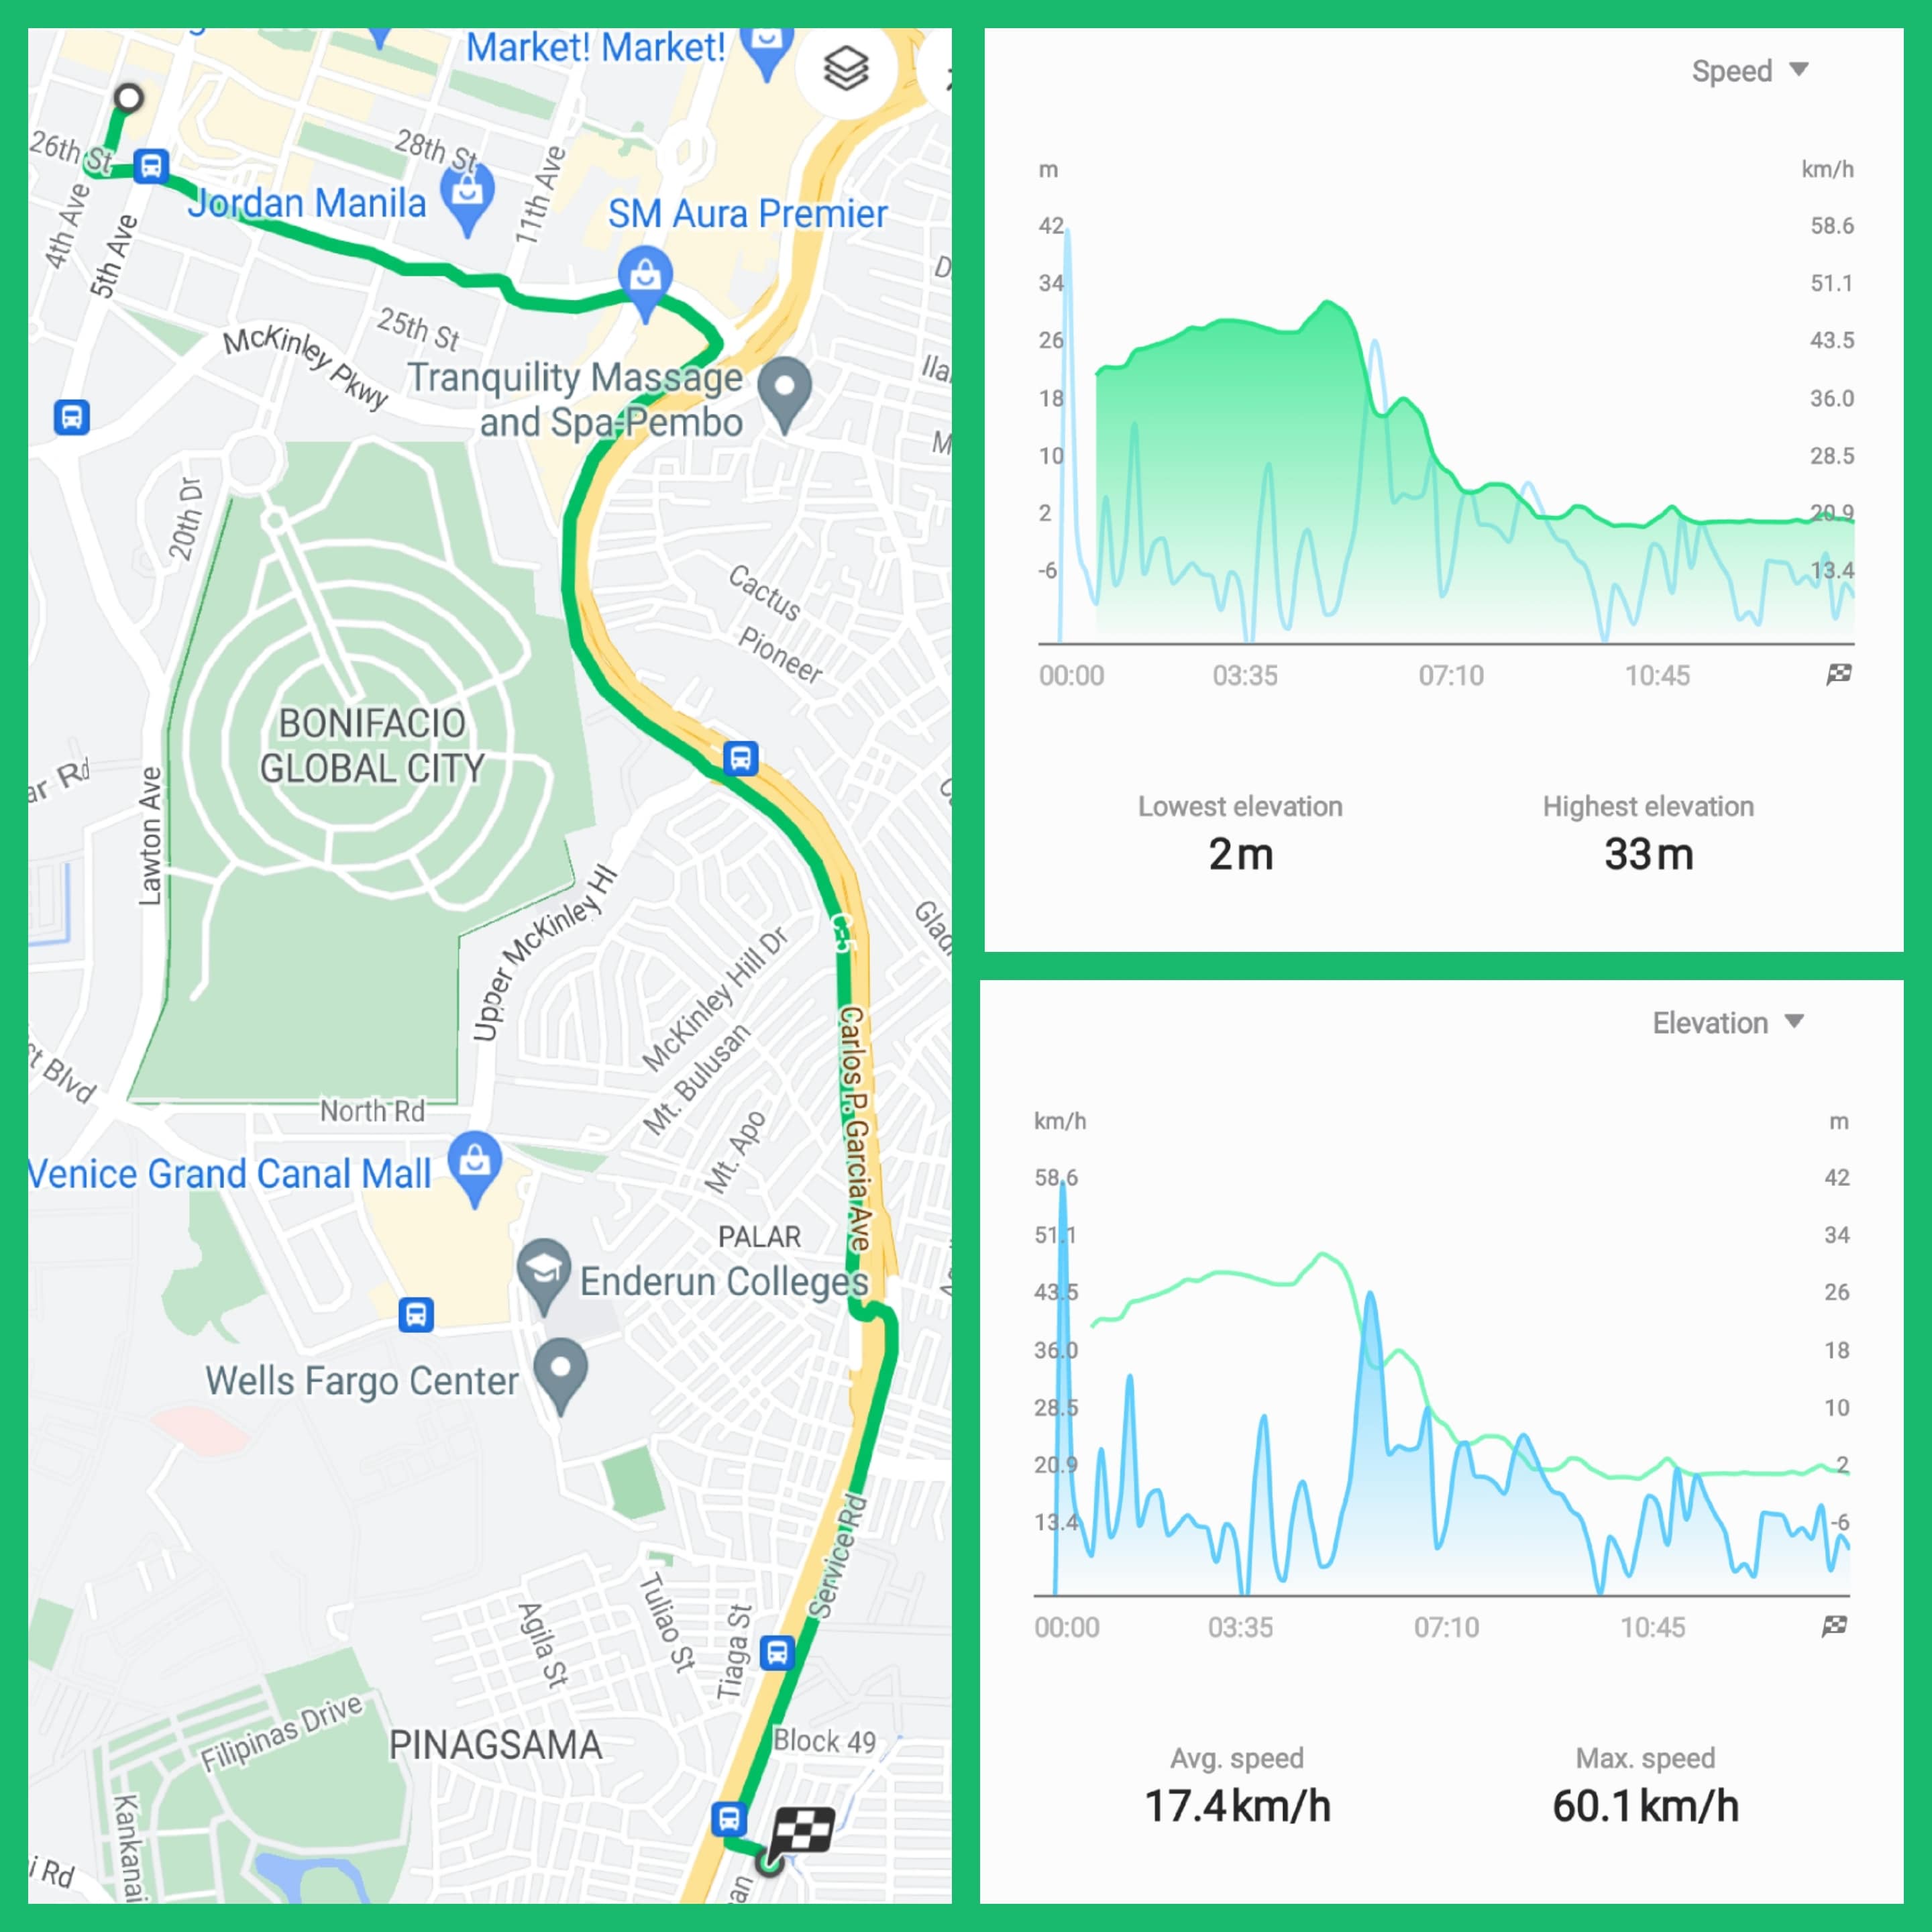 Market! Market!
28th St
26th St
Jordan Manila
11th Ave
SM Aura Premier
4th Ave
5th Ave
25th St
McKinley Pkwy
Tranquility Massage
and Spa-Pembo
20th Dr
Cactus
Pioneer
BONIFACIO
GLOBAL CITY
ar Rd
Lawton Ave
Upper McKinley Hl
C-5
McKinley Hill Dr
Mt. Bulusan
Carlos P. Garcia Ave
st Blvd
North Rd
Mt. Apo
Venice Grand Canal Mall
PALAR
Enderun Colleges
Wells Fargo Center
Service Rd
Tuliao St
Agila St
Tiaga St
Filipinas Drive
PINAGSAMA
Block 49
Kankanai
i Rd
an
Speed
m km/h
42 58.6
34 51.1
26 43.5
18 36.0
10 28.5
2 20.9
-6 13.4
00:00 03:35 07:10 10:45
Lowest elevation Highest elevation
2 m 33 m
Elevation
km/h m
58.6 42
51.1 34
43.5 26
36.0 18
28.5 10
20.9 2
13.4 -6
00:00 03:35 07:10 10:45
Avg. speed Max. speed
17.4 km/h 60.1 km/h